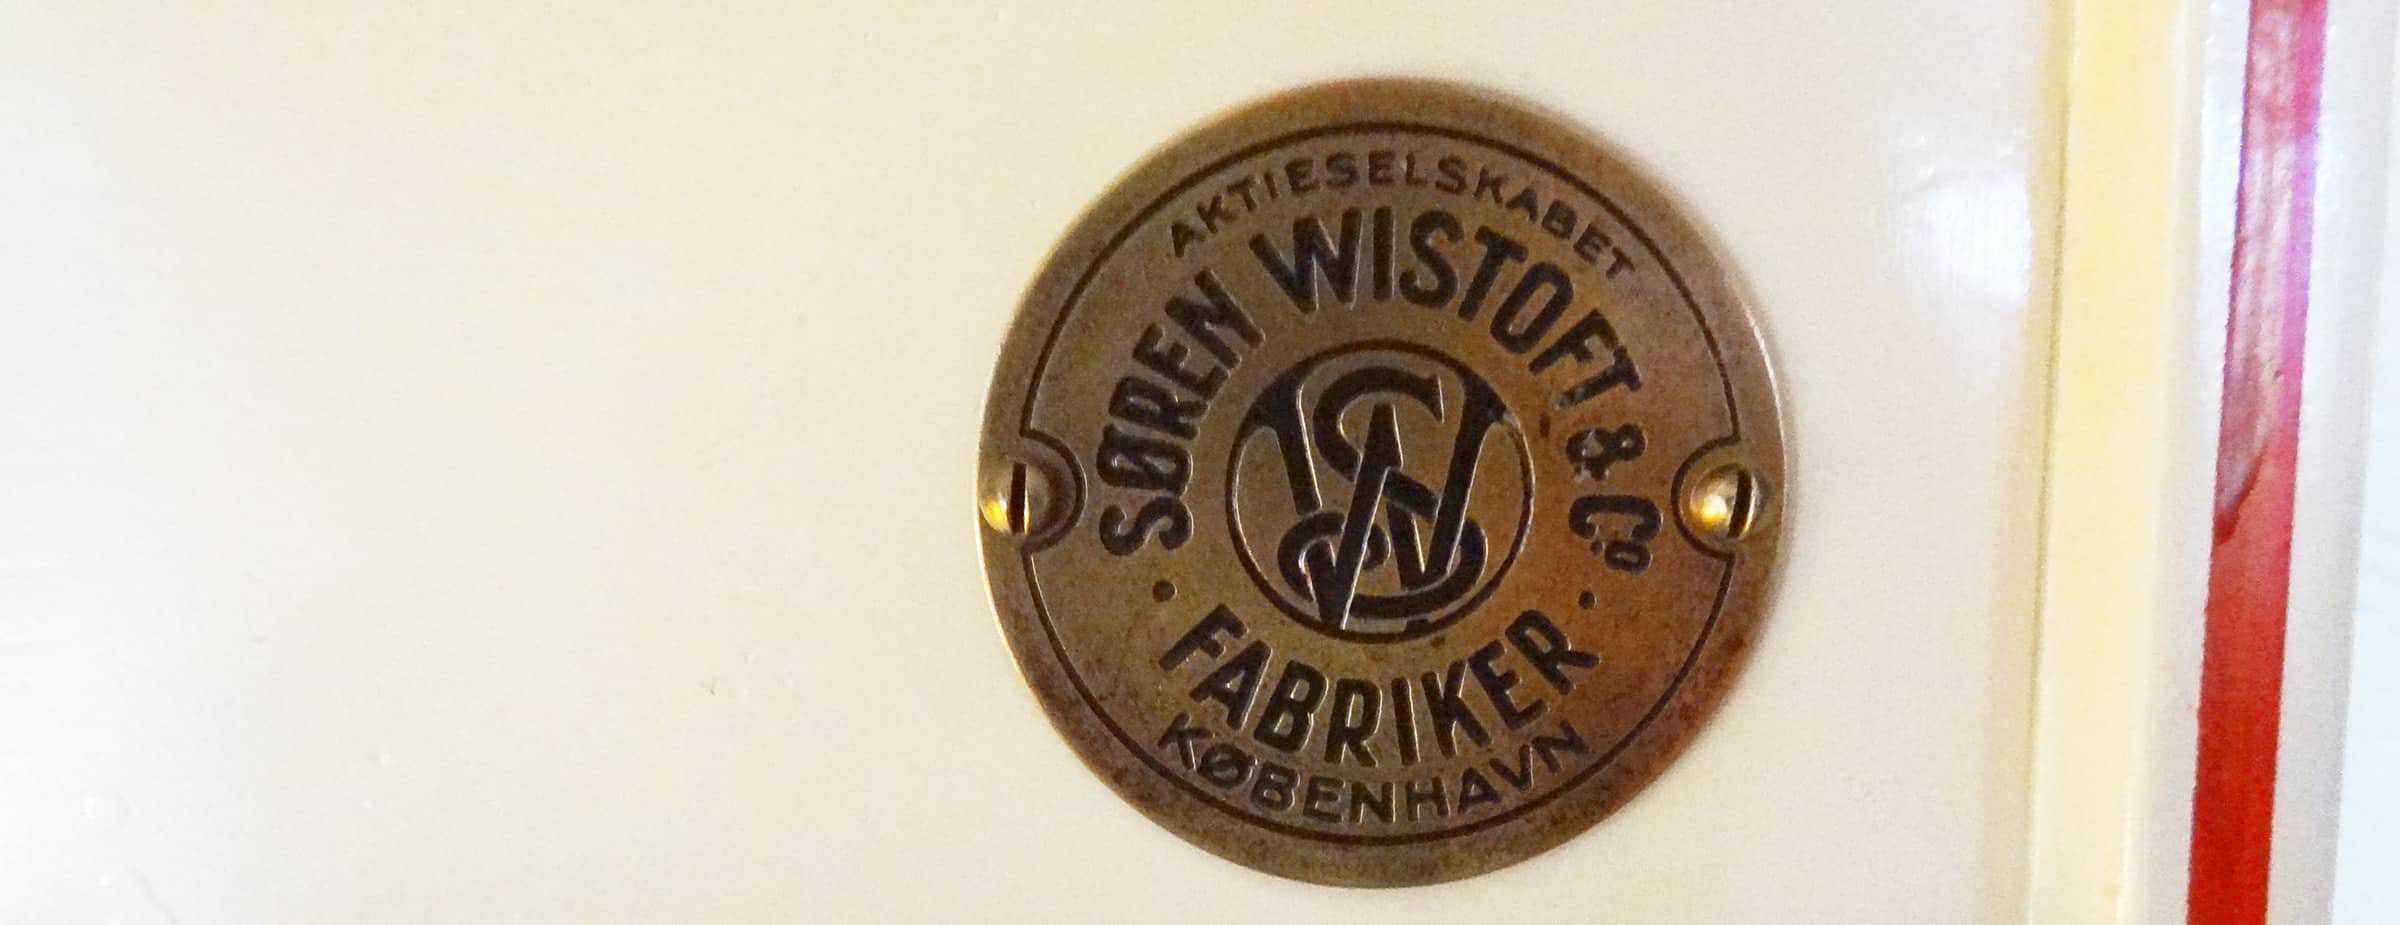 AKTIESELSKABET
SØREN WISTOFT & Co
SW
· FABRIKER ·
KØBENHAVN